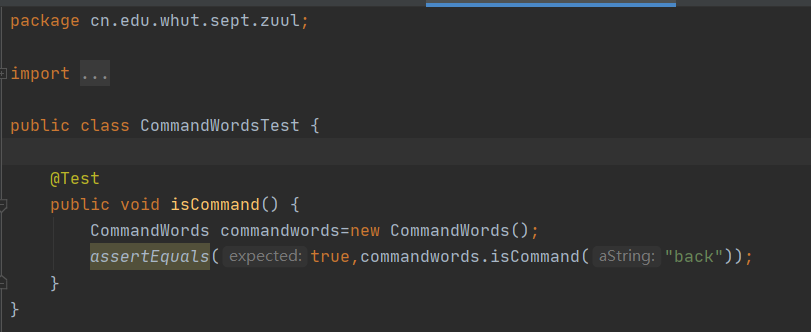 package cn.edu.whut.sept.zuul;
import ...
public class CommandWordsTest {
@Test
public void isCommand() {
CommandWords commandwords=new CommandWords();
assertEquals( expected: true,commandwords.isCommand( aString: "back"));
}
}